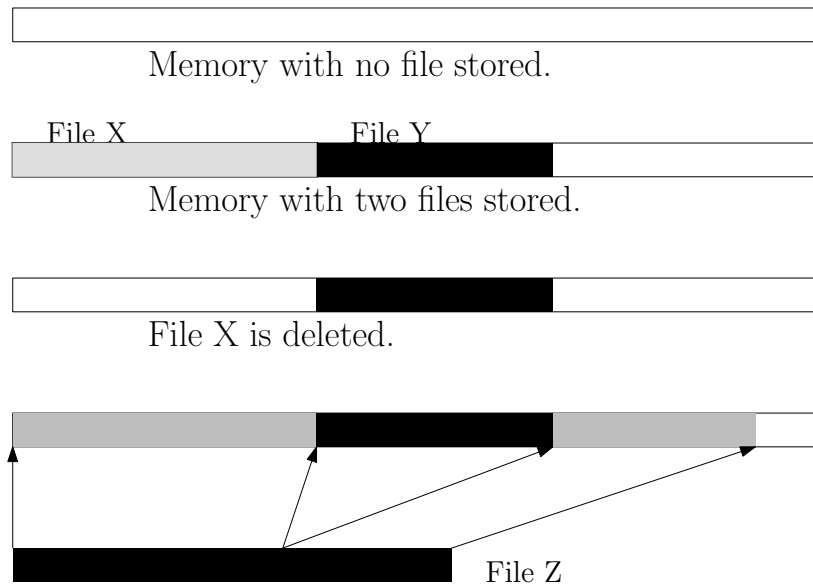 Memory with no file stored.
File X File Y
Memory with two files stored.
File X is deleted.
File Z